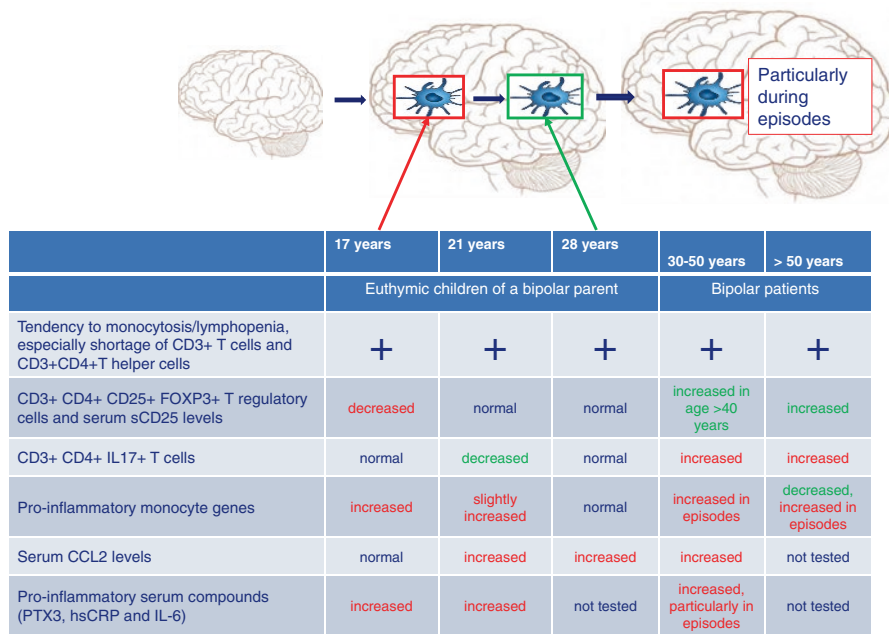 Particularly
during
episodes
17 years
21 years
28 years
30-50 years
> 50 years
Euthymic children of a bipolar parent
Bipolar patients
Tendency to monocytosis/lymphopenia,
especially shortage of CD3+ T cells and
CD3+CD4+T helper cells
+
+
+
+
+
CD3+ CD4+ CD25+ FOXP3+ T regulatory
cells and serum sCD25 levels
decreased
normal
normal
increased in
age >40
years
increased
CD3+ CD4+ IL17+ T cells
normal
decreased
normal
increased
increased
Pro-inflammatory monocyte genes
increased
slightly
increased
normal
increased in
episodes
decreased,
increased in
episodes
Serum CCL2 levels
normal
increased
increased
increased
not tested
Pro-inflammatory serum compounds
(PTX3, hsCRP and IL-6)
increased
increased
not tested
increased,
particularly in
episodes
not tested